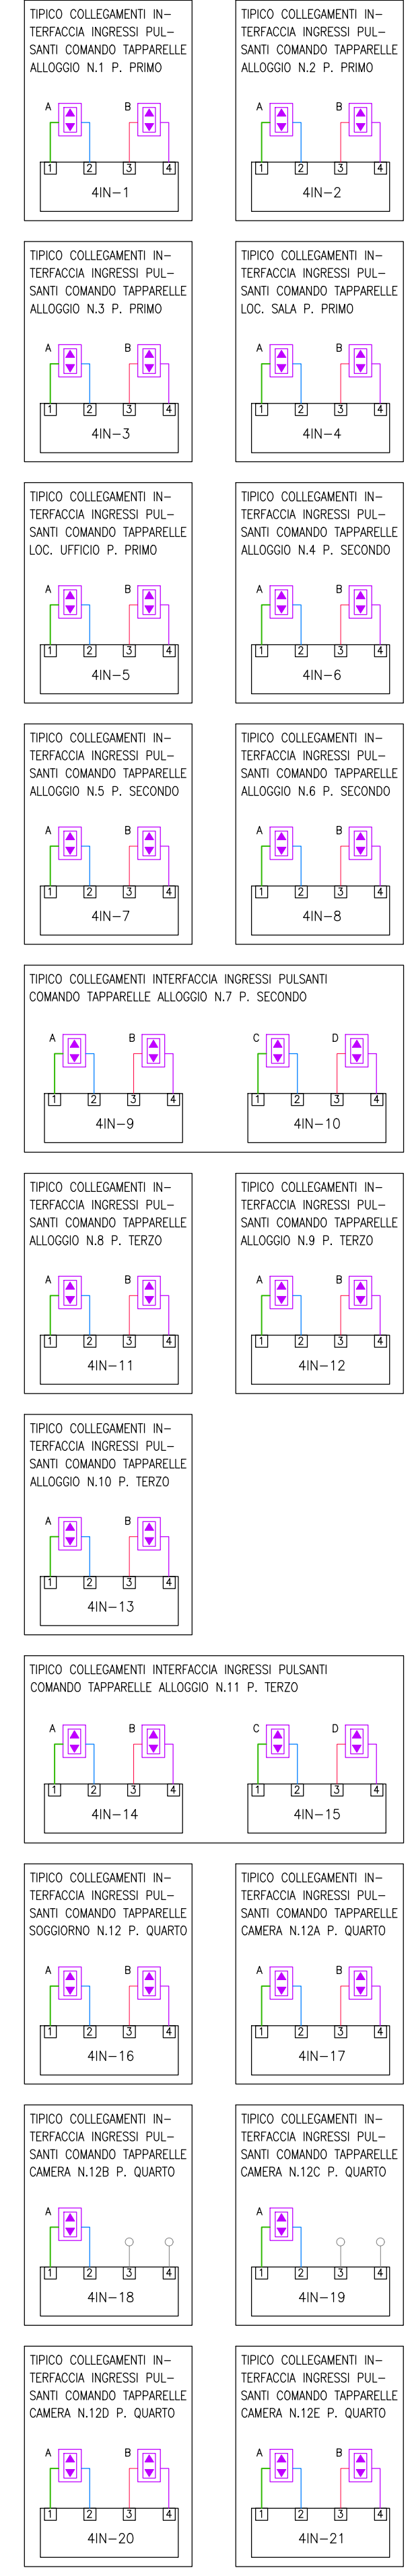 TIPICO COLLEGAMENTI IN-
TERFACCIA INGRESSI PUL-
SANTI COMANDO TAPPARELLE
ALLOGGIO N.1 P. PRIMO
A B
1 2 3 4
4IN-1
TIPICO COLLEGAMENTI IN-
TERFACCIA INGRESSI PUL-
SANTI COMANDO TAPPARELLE
ALLOGGIO N.2 P. PRIMO
A B
1 2 3 4
4IN-2
TIPICO COLLEGAMENTI IN-
TERFACCIA INGRESSI PUL-
SANTI COMANDO TAPPARELLE
ALLOGGIO N.3 P. PRIMO
A B
1 2 3 4
4IN-3
TIPICO COLLEGAMENTI IN-
TERFACCIA INGRESSI PUL-
SANTI COMANDO TAPPARELLE
LOC. SALA P. PRIMO
A B
1 2 3 4
4IN-4
TIPICO COLLEGAMENTI IN-
TERFACCIA INGRESSI PUL-
SANTI COMANDO TAPPARELLE
LOC. UFFICIO P. PRIMO
A B
1 2 3 4
4IN-5
TIPICO COLLEGAMENTI IN-
TERFACCIA INGRESSI PUL-
SANTI COMANDO TAPPARELLE
ALLOGGIO N.4 P. SECONDO
A B
1 2 3 4
4IN-6
TIPICO COLLEGAMENTI IN-
TERFACCIA INGRESSI PUL-
SANTI COMANDO TAPPARELLE
ALLOGGIO N.5 P. SECONDO
A B
1 2 3 4
4IN-7
TIPICO COLLEGAMENTI IN-
TERFACCIA INGRESSI PUL-
SANTI COMANDO TAPPARELLE
ALLOGGIO N.6 P. SECONDO
A B
1 2 3 4
4IN-8
TIPICO COLLEGAMENTI INTERFACCIA INGRESSI PULSANTI
COMANDO TAPPARELLE ALLOGGIO N.7 P. SECONDO
A B C D
1 2 3 4 1 2 3 4
4IN-9 4IN-10
TIPICO COLLEGAMENTI IN-
TERFACCIA INGRESSI PUL-
SANTI COMANDO TAPPARELLE
ALLOGGIO N.8 P. TERZO
A B
1 2 3 4
4IN-11
TIPICO COLLEGAMENTI IN-
TERFACCIA INGRESSI PUL-
SANTI COMANDO TAPPARELLE
ALLOGGIO N.9 P. TERZO
A B
1 2 3 4
4IN-12
TIPICO COLLEGAMENTI IN-
TERFACCIA INGRESSI PUL-
SANTI COMANDO TAPPARELLE
ALLOGGIO N.10 P. TERZO
A B
1 2 3 4
4IN-13
TIPICO COLLEGAMENTI INTERFACCIA INGRESSI PULSANTI
COMANDO TAPPARELLE ALLOGGIO N.11 P. TERZO
A B C D
1 2 3 4 1 2 3 4
4IN-14 4IN-15
TIPICO COLLEGAMENTI IN-
TERFACCIA INGRESSI PUL-
SANTI COMANDO TAPPARELLE
SOGGIORNO N.12 P. QUARTO
A B
1 2 3 4
4IN-16
TIPICO COLLEGAMENTI IN-
TERFACCIA INGRESSI PUL-
SANTI COMANDO TAPPARELLE
CAMERA N.12A P. QUARTO
A B
1 2 3 4
4IN-17
TIPICO COLLEGAMENTI IN-
TERFACCIA INGRESSI PUL-
SANTI COMANDO TAPPARELLE
CAMERA N.12B P. QUARTO
A
1 2 3 4
4IN-18
TIPICO COLLEGAMENTI IN-
TERFACCIA INGRESSI PUL-
SANTI COMANDO TAPPARELLE
CAMERA N.12C P. QUARTO
A
1 2 3 4
4IN-19
TIPICO COLLEGAMENTI IN-
TERFACCIA INGRESSI PUL-
SANTI COMANDO TAPPARELLE
CAMERA N.12D P. QUARTO
A B
1 2 3 4
4IN-20
TIPICO COLLEGAMENTI IN-
TERFACCIA INGRESSI PUL-
SANTI COMANDO TAPPARELLE
CAMERA N.12E P. QUARTO
A B
1 2 3 4
4IN-21